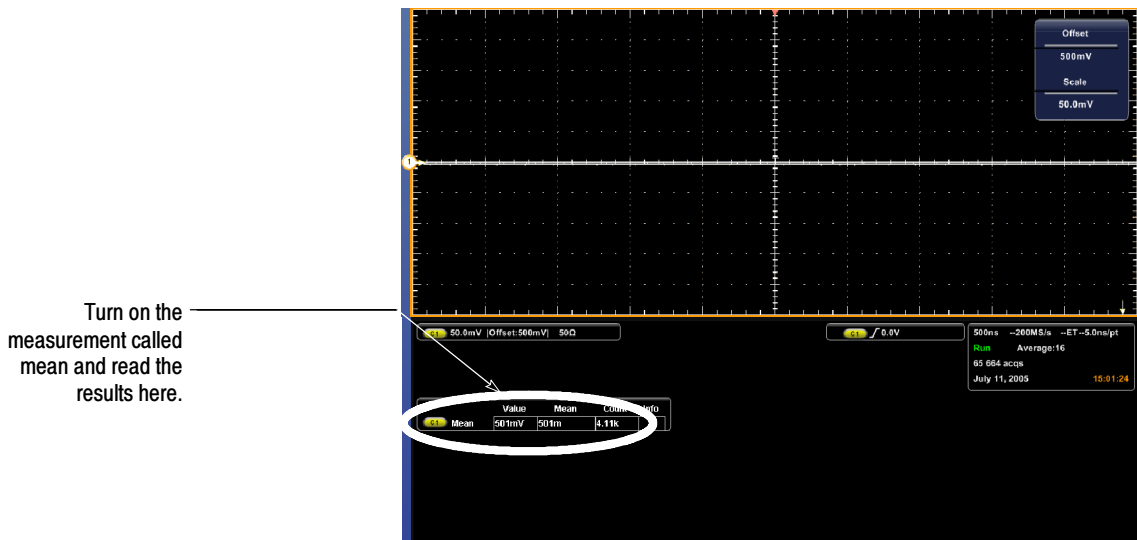 Offset
500mV
Scale
50.0mV
1
Turn on the
measurement called
mean and read the
results here.
C1 50.0mV |Offset:500mV| 50Ω
C1 ʃ 0.0V
500ns --200MS/s --ET--5.0ns/pt
Run Average:16
65 664 acqs
July 11, 2005 15:01:24
Value Mean Count Info
C1 Mean 501mV 501m 4.11k